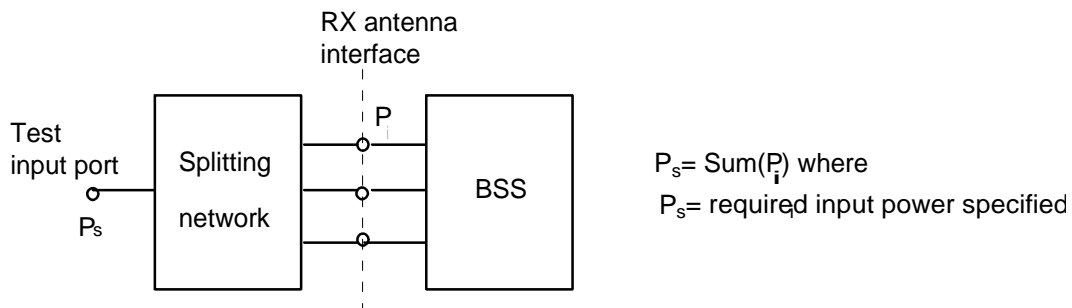 RX antenna
interface
Pi
Test
input port
Ps
Splitting
network
BSS
Ps= Sum(Pi) where
Ps= required input power specified